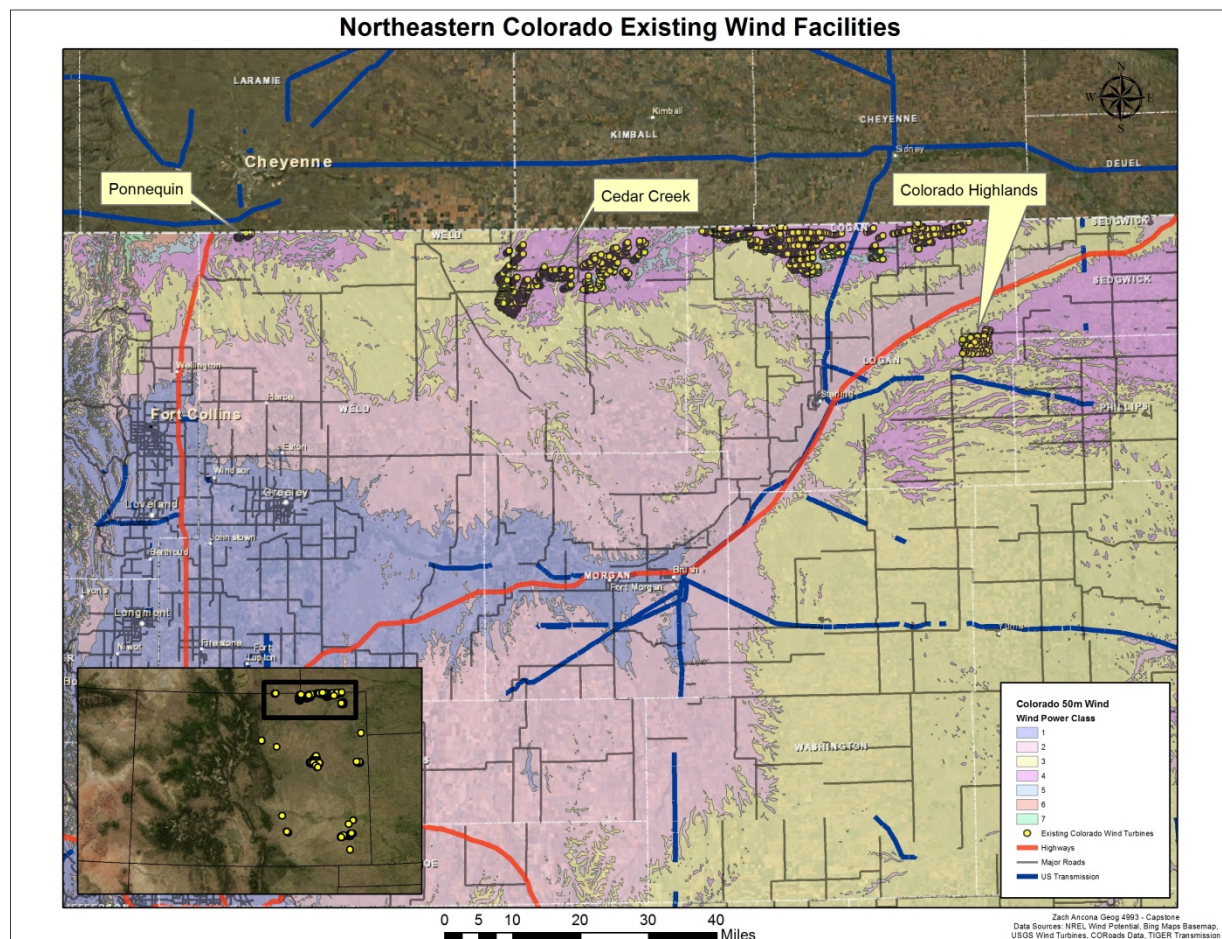 Northeastern Colorado Existing Wind Facilities
LARAMIE
N
W E
S
Kimball
KIMBALL
CHEYENNE
Cheyenne
Sidney
DEUEL
Ponnequin
Cedar Creek
Colorado Highlands
WELD
LOGAN
SEDGWICK
SEDGWICK
Wellington
LOGAN
Fort Collins
Pierce
WELD
Sterling
PHILLIPS
Eaton
Windsor
Greeley
Loveland
Johnstown
Berthoud
MORGAN
Brush
Fort Morgan
Lyons
Longmont
Yuma
Niwot
Firestone
Fort
Lupton
Colorado 50m Wind
Wind Power Class
1
2
3
4
5
6
7
Existing Colorado Wind Turbines
Highways
Major Roads
US Transmission
WASHINGTON
0 5 10 20 30 40
Miles
Zach Ancona Geog 4993 - Capstone
Data Sources: NREL Wind Potential, Bing Maps Basemap,
USGS Wind Turbines, CORoads Data, TIGER Transmission